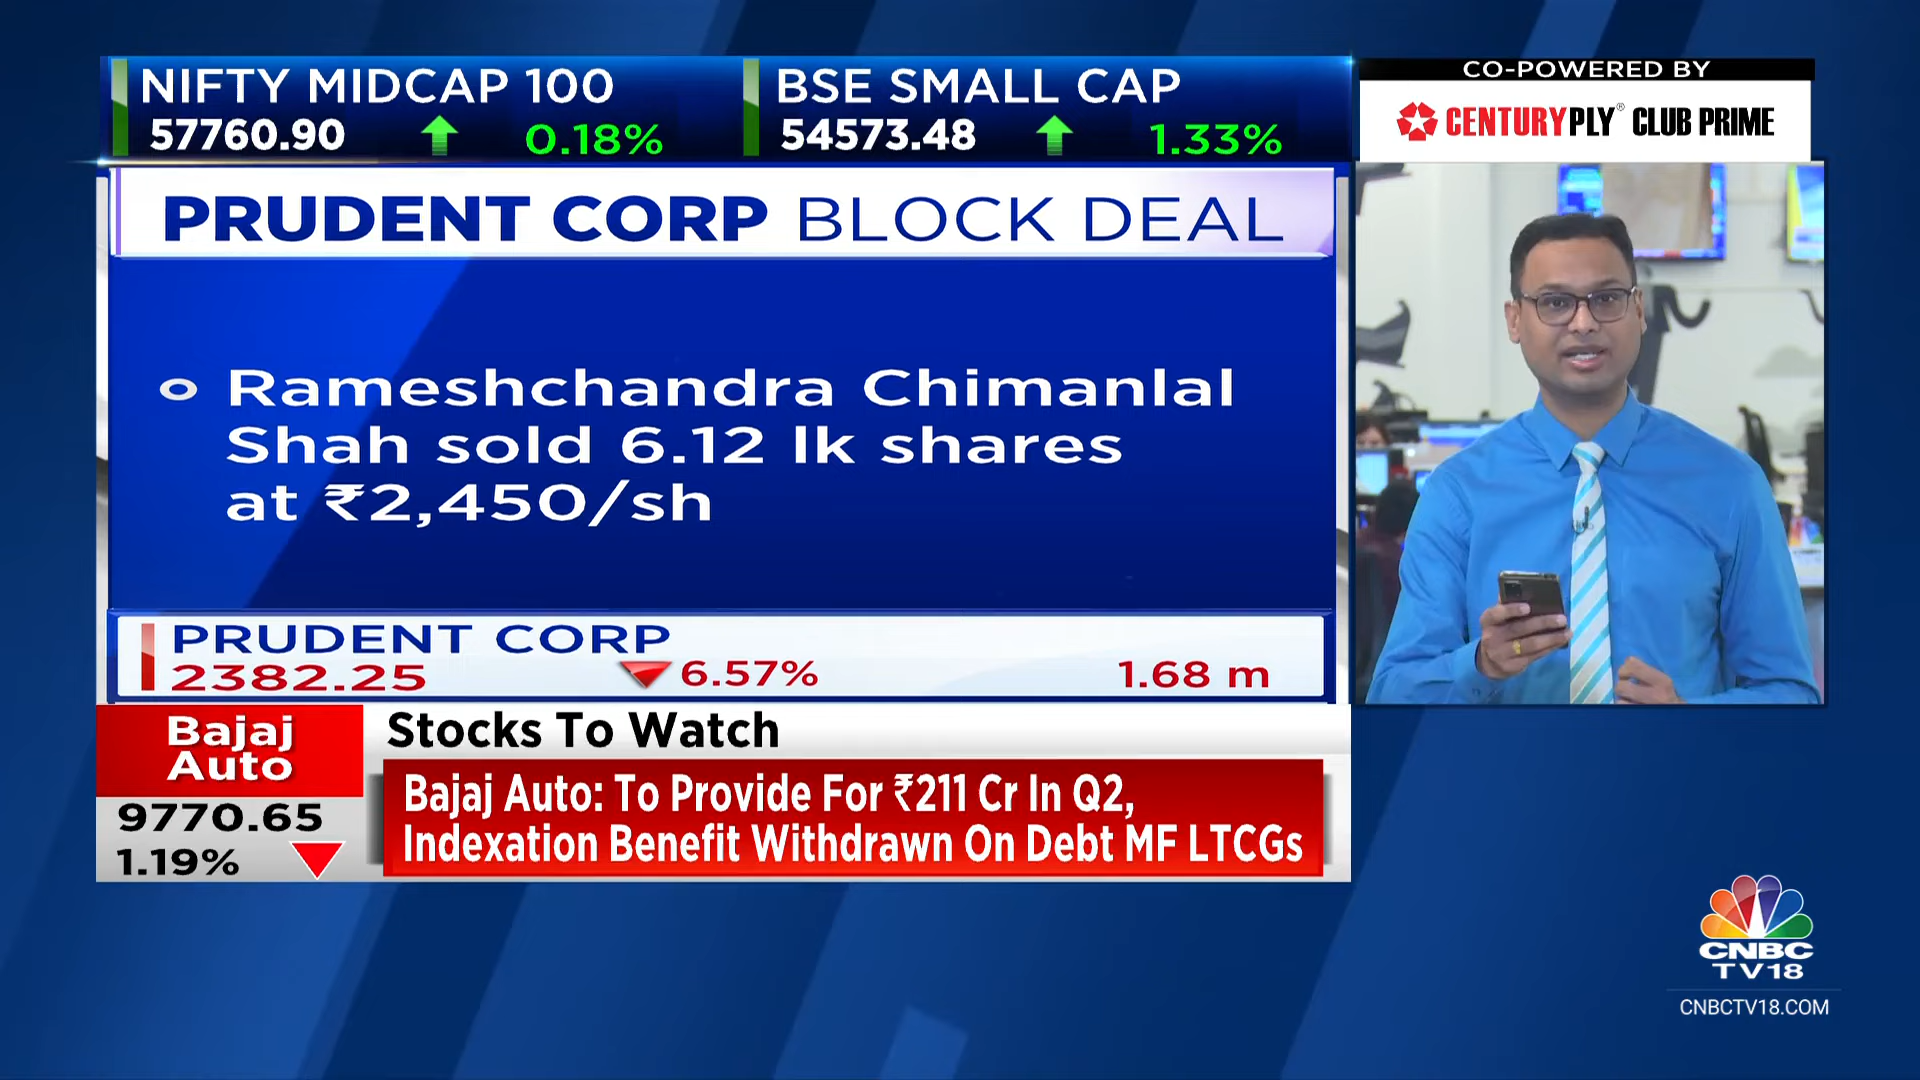 NIFTY MIDCAP 100
57760.90 0.18%
BSE SMALL CAP
54573.48 1.33%
CO-POWERED BY
CENTURYPLY® CLUB PRIME
PRUDENT CORP BLOCK DEAL
Rameshchandra Chimanlal
Shah sold 6.12 lk shares
at ₹2,450/sh
PRUDENT CORP
2382.25 6.57% 1.68 m
Bajaj
Auto
9770.65
1.19%
Stocks To Watch
Bajaj Auto: To Provide For ₹211 Cr In Q2,
Indexation Benefit Withdrawn On Debt MF LTCGs
CNBC
TV18
CNBCTV18.COM